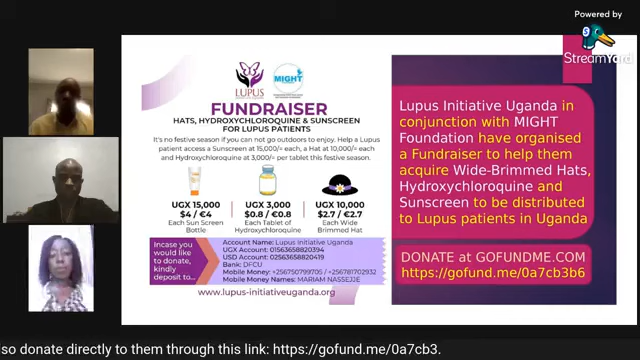 Powered by
StreamYard
LUPUS
MIGHT
FUNDRAISER
HATS, HYDROXYCHLOROQUINE & SUNSCREEN
FOR LUPUS PATIENTS
It's no festive season if you can not go outdoors to enjoy. Help a Lupus
patient access a Sunscreen at 15,000/= each, a Hat at 10,000/= each
and Hydroxychloroquine at 3,000/= per tablet this festive season.
UGX 15,000
$4 / €4
Each Sun Screen
Bottle
UGX 3,000
$0.8 / €0.8
Each Tablet of
Hydroxychloroquine
UGX 10,000
$2.7 / €2.7
Each Wide
Brimmed Hat
Incase you
would like
to donate,
kindly
deposit to...
Account Name: Lupus Initiative Uganda
UGX Account: 01563658820394
USD Account: 02563658820419
Bank: DFCU
Mobile Money: +256750799705 / +256781702932
Mobile Money Names: MARIAM NASSEJJE
www.lupus-initiativeuganda.org
Lupus Initiative Uganda in
conjunction with MIGHT
Foundation have organised
a Fundraiser to help them
acquire Wide-Brimmed Hats,
Hydroxychloroquine and
Sunscreen to be distributed
to Lupus patients in Uganda
DONATE at GOFUNDME.COM
https://gofund.me/0a7cb3b6
so donate directly to them through this link: https://gofund.me/0a7cb3.